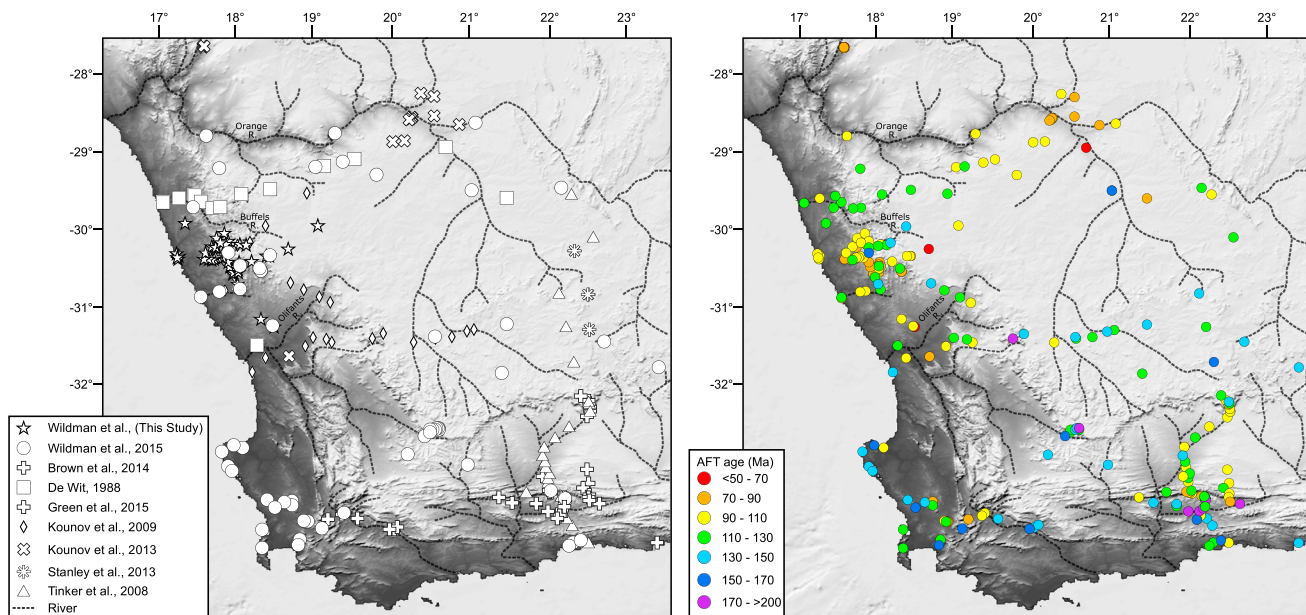 17° 18° 19° 20° 21° 22° 23°
-28°
-29°
-30°
-31°
-32°
Orange
R.
Buffels
R.
Olifants
R.
Wildman et al., (This Study)
Wildman et al., 2015
Brown et al., 2014
De Wit, 1988
Green et al., 2015
Kounov et al., 2009
Kounov et al., 2013
Stanley et al., 2013
Tinker et al., 2008
River
17° 18° 19° 20° 21° 22° 23°
-28°
-29°
-30°
-31°
-32°
Orange
R.
Buffels
R.
Olifants
R.
AFT age (Ma)
<50 - 70
70 - 90
90 - 110
110 - 130
130 - 150
150 - 170
170 - >200